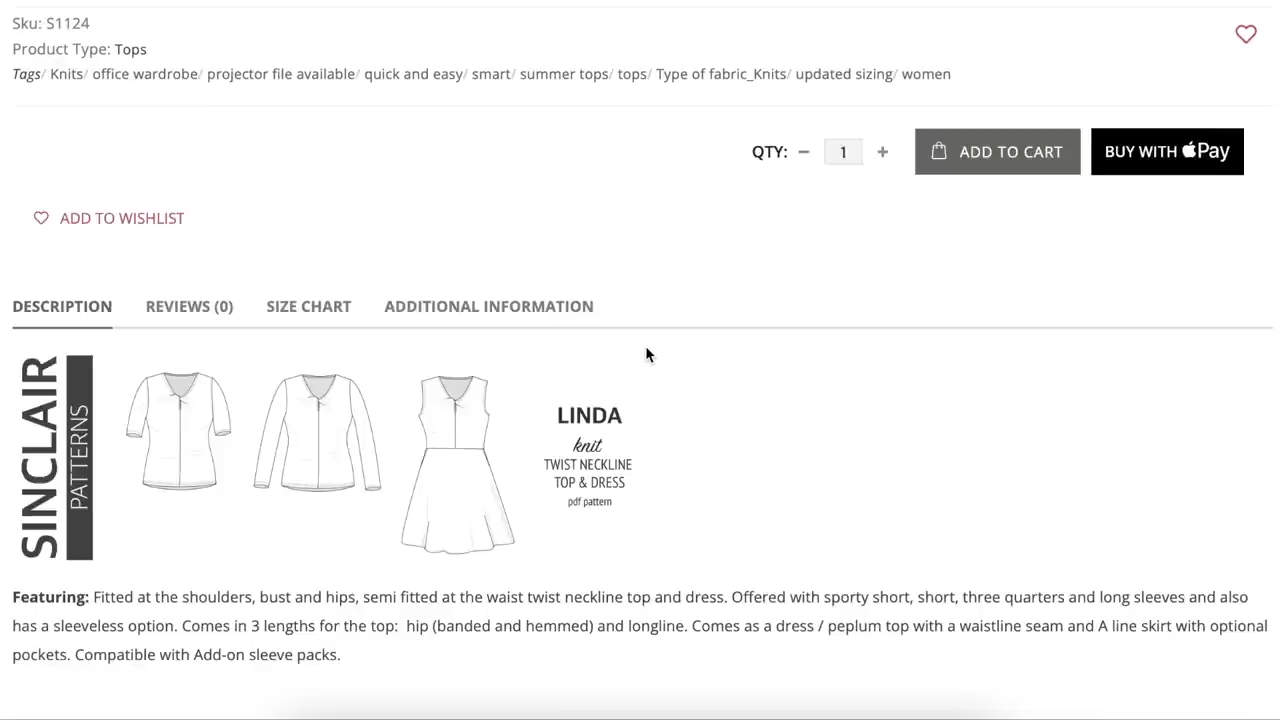 Sku: S1124
Product Type: Tops
Tags/ Knits/ office wardrobe/ projector file available/ quick and easy/ smart/ summer tops/ tops/ Type of fabric_Knits/ updated sizing/ women
QTY: − 1 + ADD TO CART BUY WITH Pay
ADD TO WISHLIST
DESCRIPTION REVIEWS (0) SIZE CHART ADDITIONAL INFORMATION
SINCLAIR
PATTERNS
LINDA
knit
TWIST NECKLINE
TOP & DRESS
pdf pattern
Featuring: Fitted at the shoulders, bust and hips, semi fitted at the waist twist neckline top and dress. Offered with sporty short, short, three quarters and long sleeves and also
has a sleeveless option. Comes in 3 lengths for the top:  hip (banded and hemmed) and longline. Comes as a dress / peplum top with a waistline seam and A line skirt with optional
pockets. Compatible with Add-on sleeve packs.